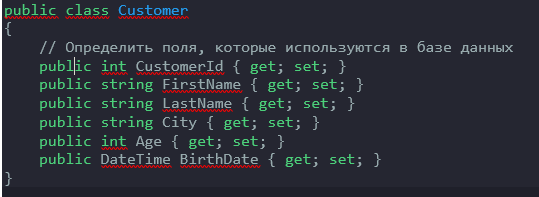 public class Customer
{
// Определить поля, которые используются в базе данных
public int CustomerId { get; set; }
public string FirstName { get; set; }
public string LastName { get; set; }
public string City { get; set; }
public int Age { get; set; }
public DateTime BirthDate { get; set; }
}